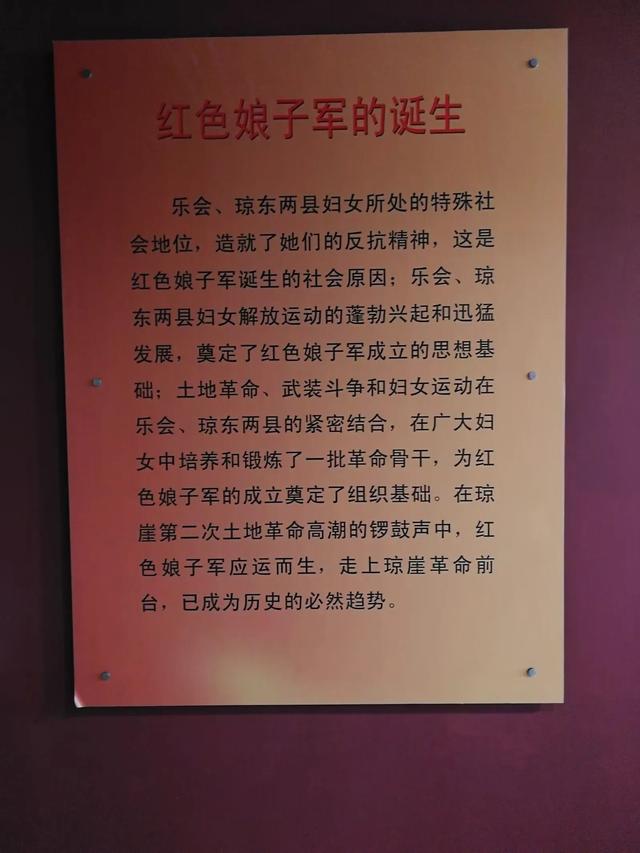 红色娘子军的诞生
乐会、琼东两县妇女所处的特殊社
会地位，造就了她们的反抗精神，这是
红色娘子军诞生的社会原因；乐会、琼
东两县妇女解放运动的蓬勃兴起和迅猛
发展，奠定了红色娘子军成立的思想基
础；土地革命、武装斗争和妇女运动在
乐会、琼东两县的紧密结合，在广大妇
女中培养和锻炼了一批革命骨干，为红
色娘子军的成立奠定了组织基础。在琼
崖第二次土地革命高潮的锣鼓声中，红
色娘子军应运而生，走上琼崖革命前
台，已成为历史的必然趋势。